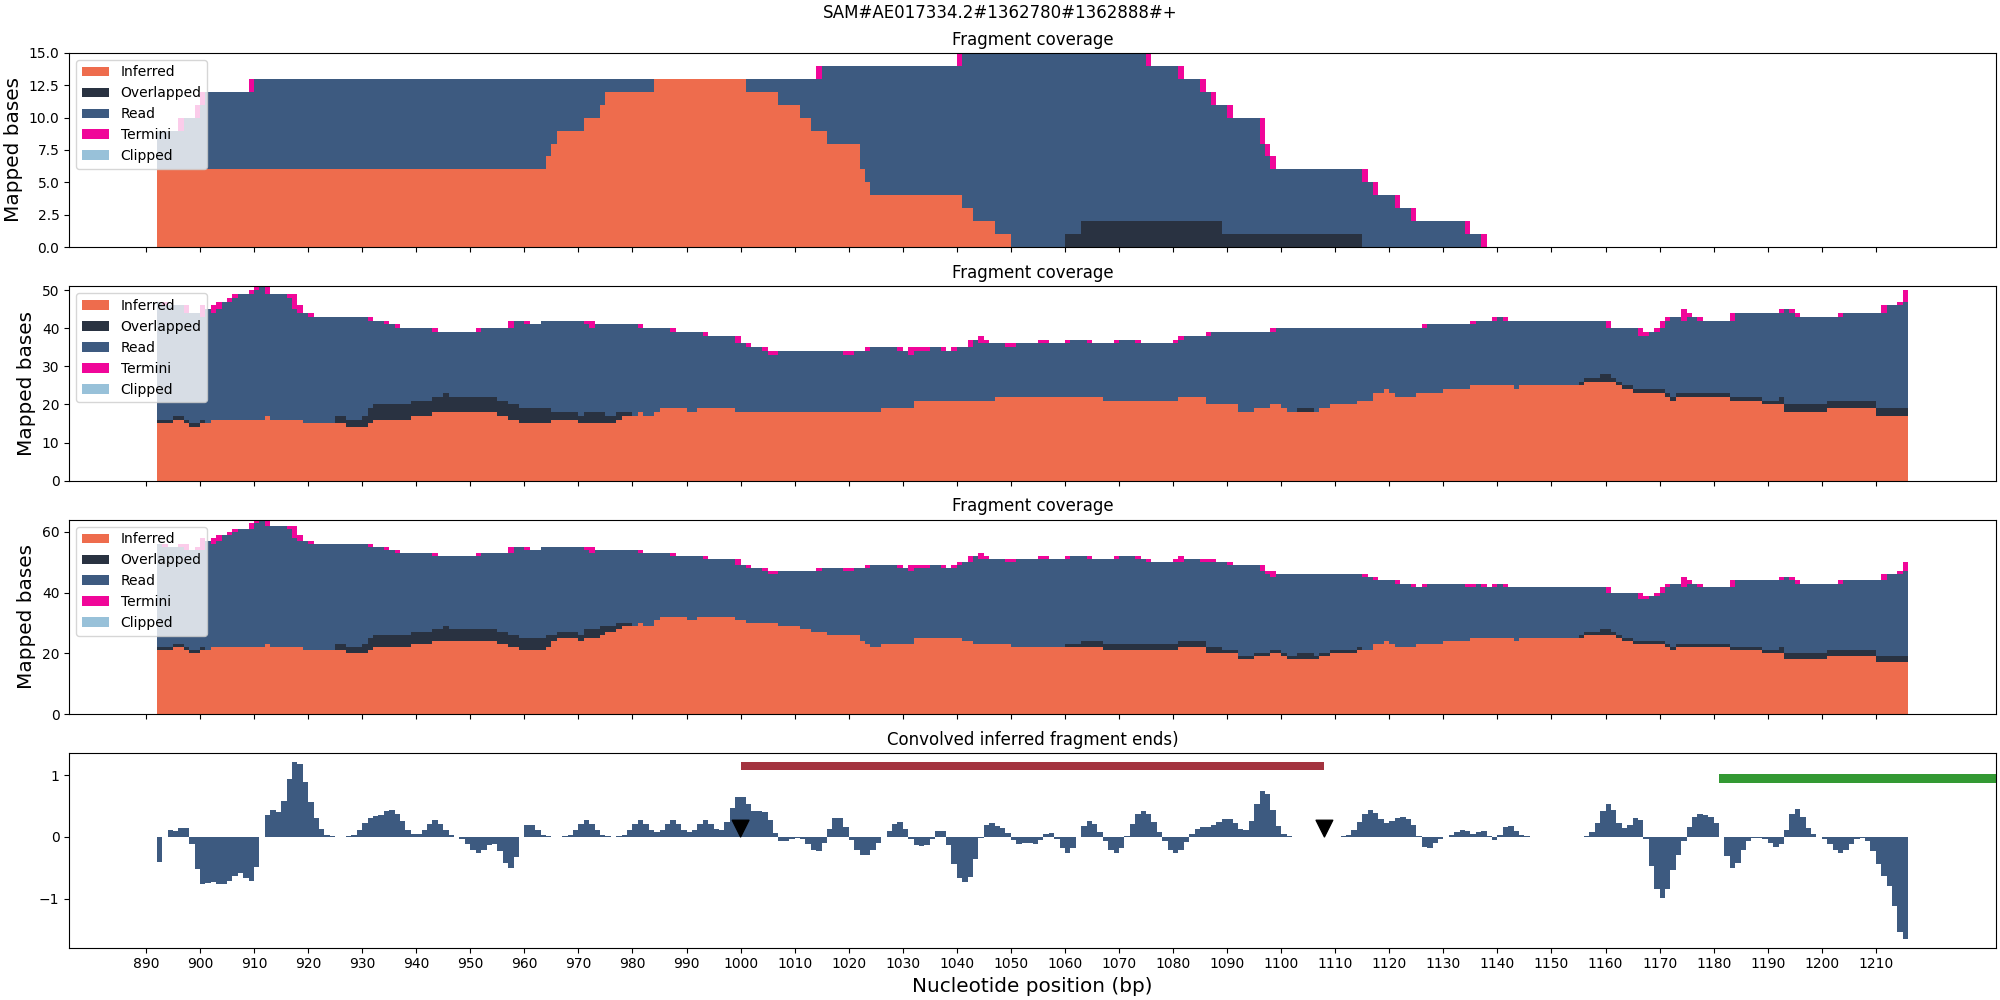 SAM#AE017334.2#1362780#1362888#+
Fragment coverage
Mapped bases
15.0
12.5
10.0
7.5
5.0
2.5
0.0
Inferred
Overlapped
Read
Termini
Clipped
Fragment coverage
Mapped bases
50
40
30
20
10
0
Inferred
Overlapped
Read
Termini
Clipped
Fragment coverage
Mapped bases
60
40
20
0
Inferred
Overlapped
Read
Termini
Clipped
Convolved inferred fragment ends)
1
0
−1
890 900 910 920 930 940 950 960 970 980 990 1000 1010 1020 1030 1040 1050 1060 1070 1080 1090 1100 1110 1120 1130 1140 1150 1160 1170 1180 1190 1200 1210
Nucleotide position (bp)